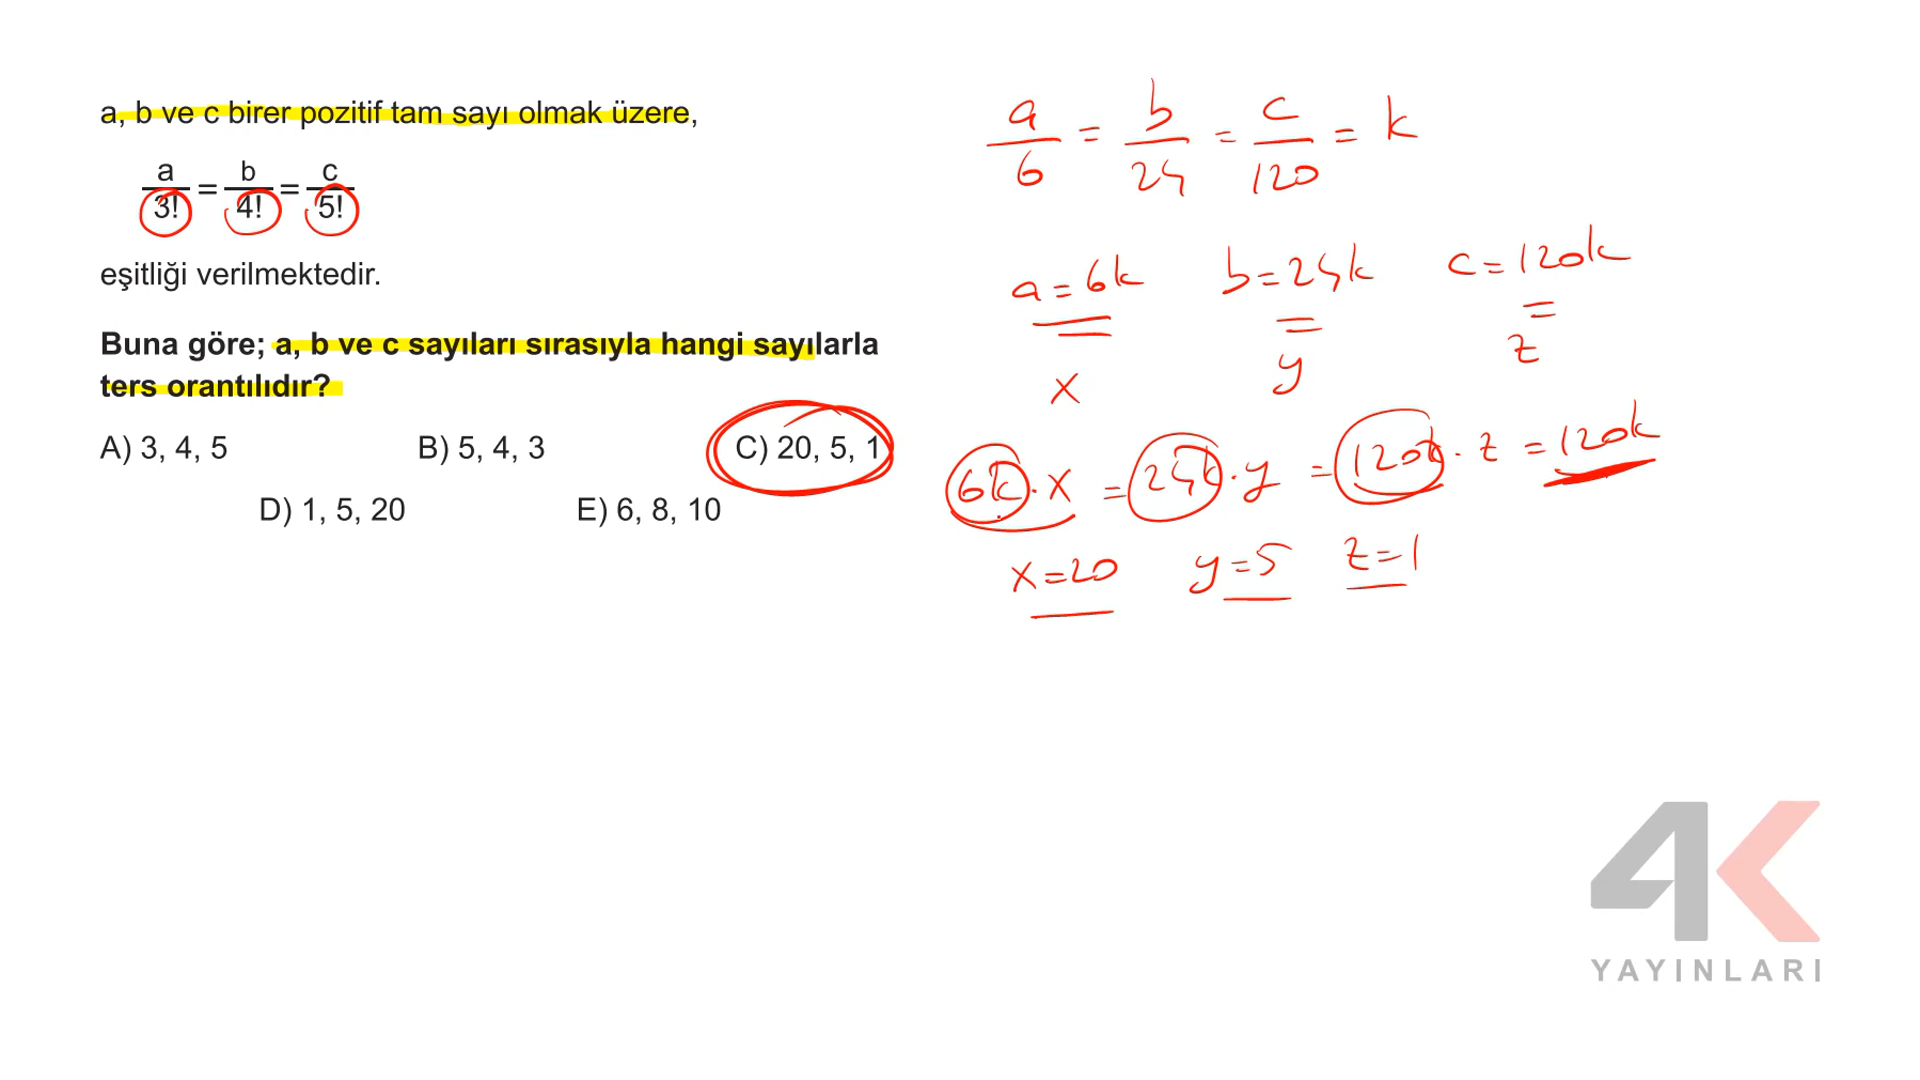 a, b ve c birer pozitif tam sayı olmak üzere,
a/3! = b/4! = c/5!
eşitliği verilmektedir.
Buna göre; a, b ve c sayıları sırasıyla hangi sayılarla
ters orantılıdır?
A) 3, 4, 5 B) 5, 4, 3 C) 20, 5, 1
D) 1, 5, 20 E) 6, 8, 10
a/6 = b/24 = c/120 = k
a = 6k b = 24k c = 120k
x y z
6k · x = 24k · y = 120k · z = 120k
x = 20 y = 5 z = 1
4K
YAYINLARI